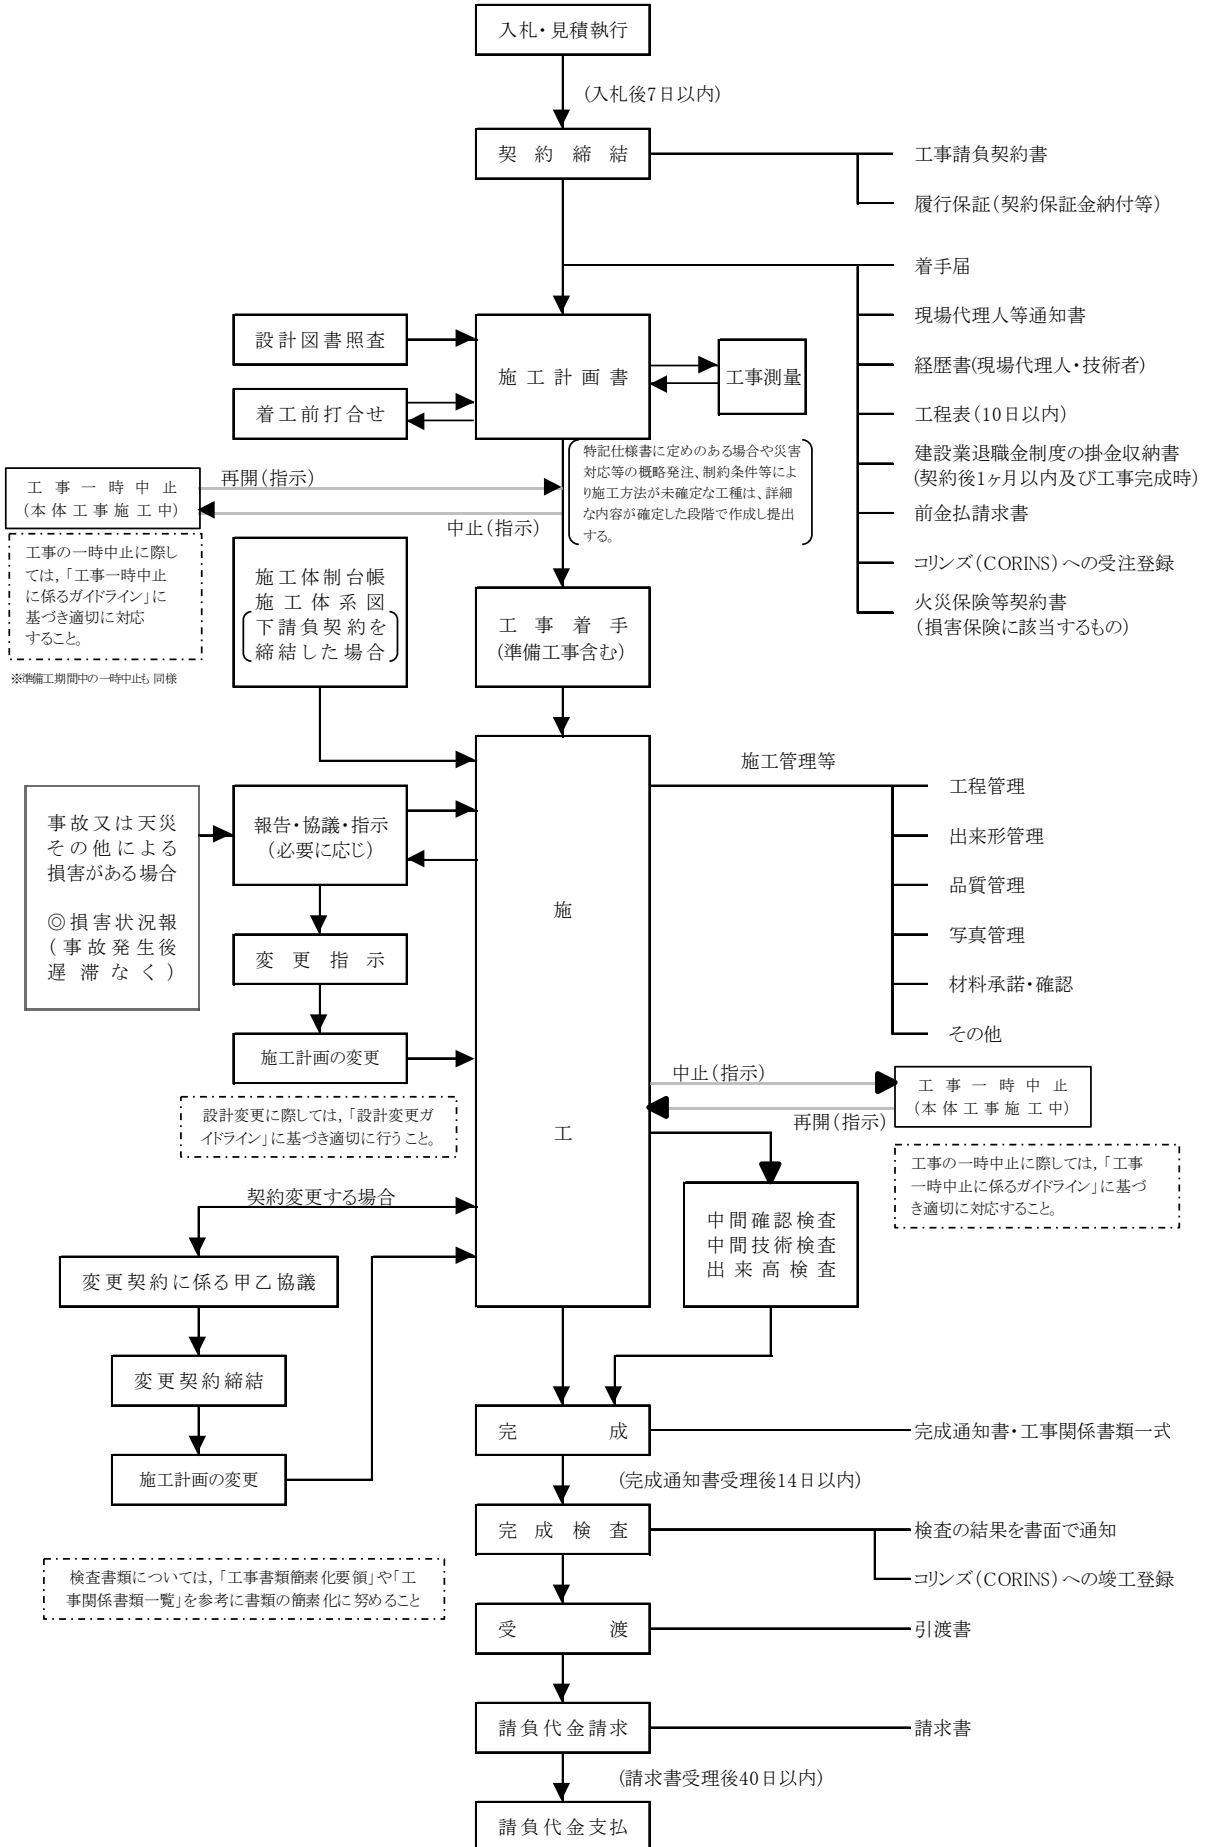 入札・見積執行
(入札後7日以内)
契約締結
工事請負契約書
履行保証(契約保証金納付等)
着手届
設計図書照査
施工計画書
工事測量
現場代理人等通知書
経歴書(現場代理人・技術者)
着工前打合せ
工程表(10日以内)
建設業退職金制度の掛金収納書
(契約後1ヶ月以内及び工事完成時)
前金払請求書
コリンズ(CORINS)への受注登録
火災保険等契約書
(損害保険に該当するもの)
特記仕様書に定めのある場合や災害
対応等の概略発注、制約条件等によ
り施工方法が未確定な工種は、詳細
な内容が確定した段階で作成し提出
する。
工事一時中止
(本体工事施工中)
再開(指示)
中止(指示)
工事の一時中止に際し
ては,「工事一時中止
に係るガイドライン」に
基づき適切に対応
すること。
※準備工期間中の一時中止も同様
施工体制台帳
施工体系図
下請負契約を
締結した場合
工事着手
(準備工事含む)
施工管理等
工程管理
出来形管理
品質管理
写真管理
材料承諾・確認
その他
事故又は天災
その他による
損害がある場合
◎損害状況報
(事故発生後
遅滞なく)
報告・協議・指示
(必要に応じ)
変更指示
施工計画の変更
施
工
設計変更に際しては,「設計変更ガ
イドライン」に基づき適切に行うこと。
中止(指示)
再開(指示)
工事一時中止
(本体工事施工中)
工事の一時中止に際しては,「工事
一時中止に係るガイドライン」に基づ
き適切に対応すること。
中間確認検査
中間技術検査
出来高検査
契約変更する場合
変更契約に係る甲乙協議
変更契約締結
施工計画の変更
完成
完成通知書・工事関係書類一式
(完成通知書受理後14日以内)
完成検査
検査の結果を書面で通知
コリンズ(CORINS)への竣工登録
検査書類については,「工事書類簡素化要領」や「工
事関係書類一覧」を参考に書類の簡素化に努めること
受渡
引渡書
請負代金請求
請求書
(請求書受理後40日以内)
請負代金支払